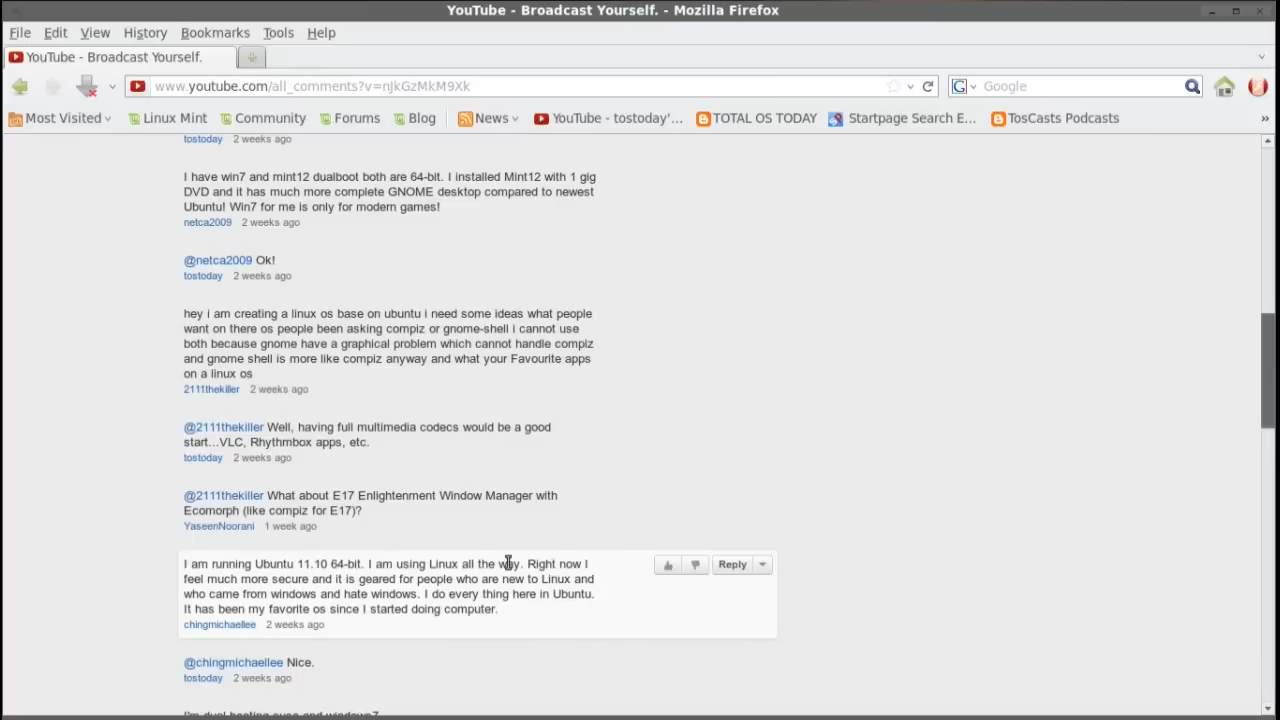 YouTube - Broadcast Yourself. - Mozilla Firefox
File Edit View History Bookmarks Tools Help
YouTube - Broadcast Yourself.
www.youtube.com/all_comments?v=nJkGzMkM9Xk
Google
Most Visited Linux Mint Community Forums Blog News YouTube - tostoday'... TOTAL OS TODAY Startpage Search E... TosCasts Podcasts »
tostoday 2 weeks ago
I have win7 and mint12 dualboot both are 64-bit. I installed Mint12 with 1 gig
DVD and it has much more complete GNOME desktop compared to newest
Ubuntu! Win7 for me is only for modern games!
netca2009 2 weeks ago
@netca2009 Ok!
tostoday 2 weeks ago
hey i am creating a linux os base on ubuntu i need some ideas what people
want on there os people been asking compiz or gnome-shell i cannot use
both because gnome have a graphical problem which cannot handle compiz
and gnome shell is more like compiz anyway and what your Favourite apps
on a linux os
2111thekiller 2 weeks ago
@2111thekiller Well, having full multimedia codecs would be a good
start...VLC, Rhythmbox apps, etc.
tostoday 2 weeks ago
@2111thekiller What about E17 Enlightenment Window Manager with
Ecomorph (like compiz for E17)?
YaseenNoorani 1 week ago
I am running Ubuntu 11.10 64-bit. I am using Linux all the way. Right now I
feel much more secure and it is geared for people who are new to Linux and
who came from windows and hate windows. I do every thing here in Ubuntu.
It has been my favorite os since I started doing computer.
chingmichaellee 2 weeks ago
Reply
@chingmichaellee Nice.
tostoday 2 weeks ago
I'm dual booting suse and windows7